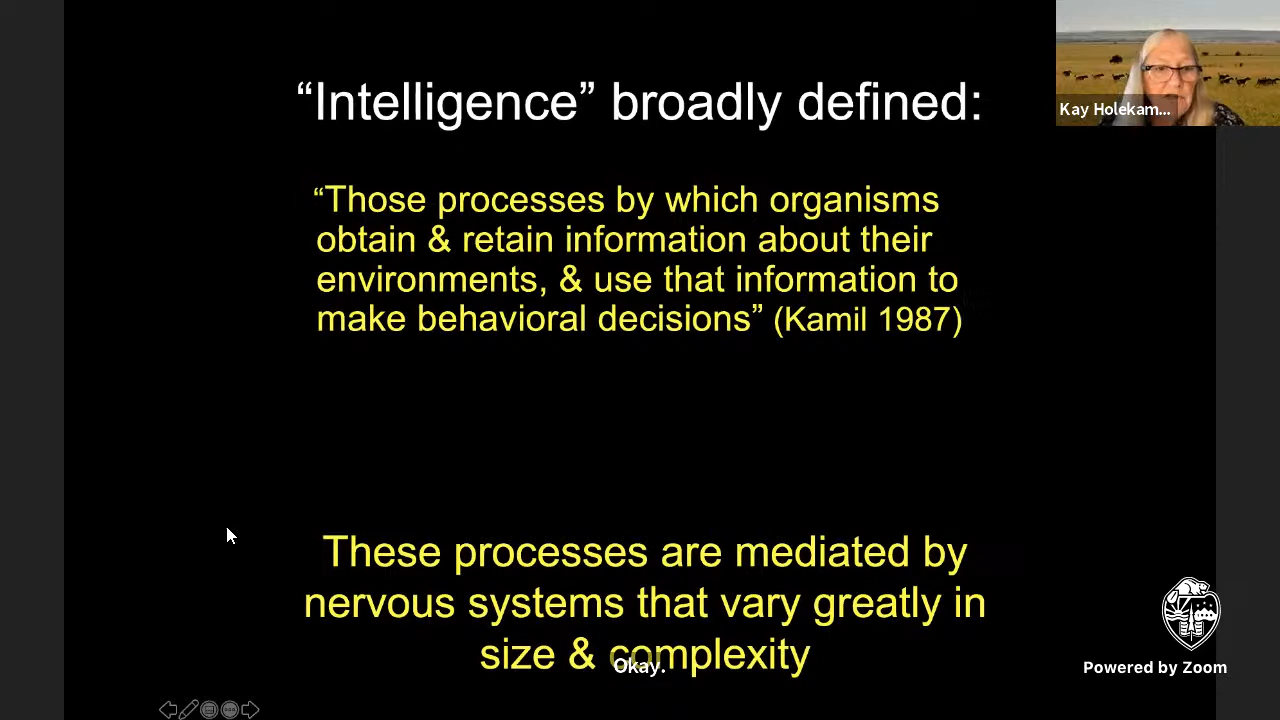 “Intelligence” broadly defined:
Kay Holekam...
“Those processes by which organisms
obtain & retain information about their
environments, & use that information to
make behavioral decisions” (Kamil 1987)
These processes are mediated by
nervous systems that vary greatly in
size & complexity
Okay.
Powered by Zoom